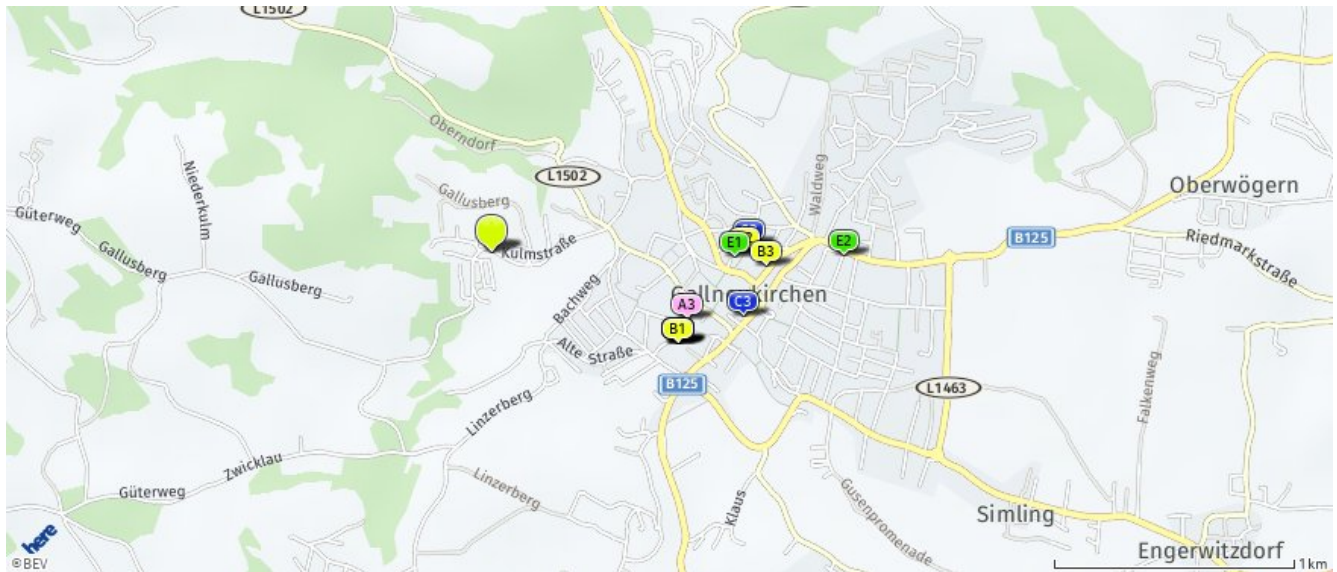 L1502
Oberndorf
L1502
Waldweg
Niederkulm
Gallusberg
Oberwögern
Güterweg
Kulmstraße
E1
B3
E2
B125
Riedmarkstraße
Gallusberg
Gallusberg
Bachweg
A3
C3
B1
Alte Straße
B125
L1463
Falkenweg
Linzerberg
Zwicklau
Linzerberg
Güterweg
Klaus
Gusenpromenade
Simling
Engerwitzdorf
here
©BEV
1km